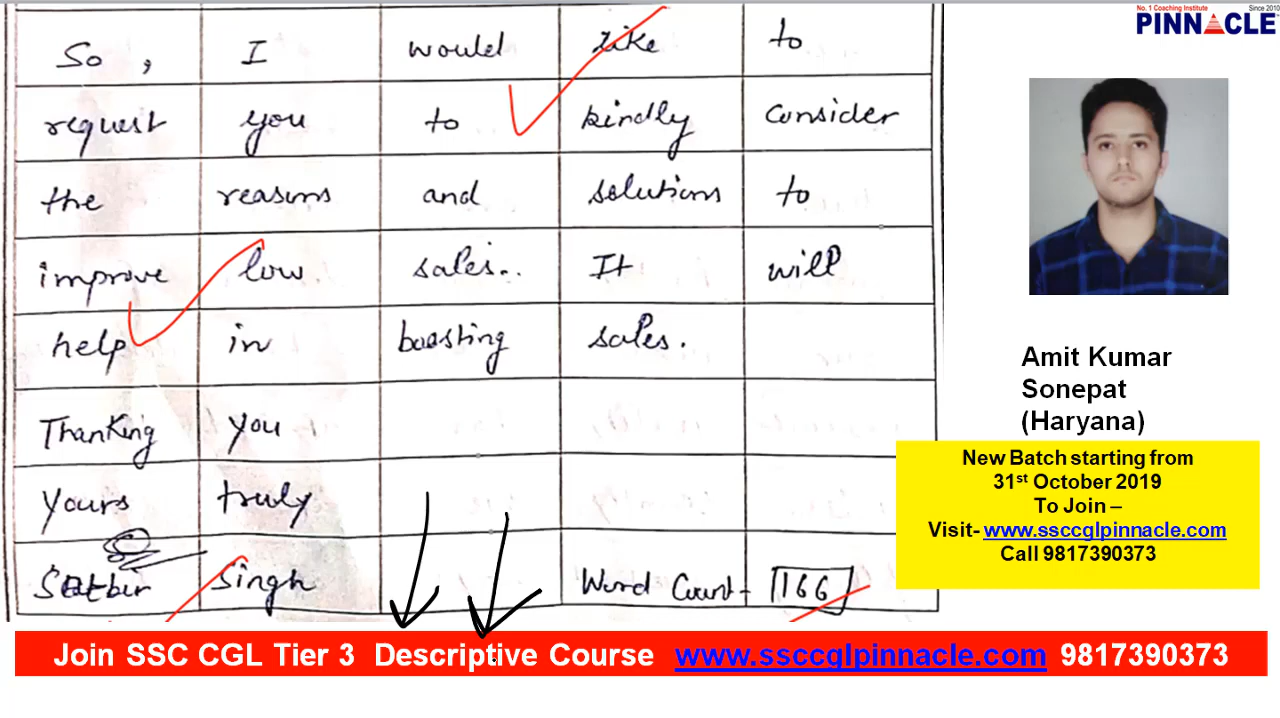 No. 1 Coaching Institute Since 2010
PINNACLE
So, I would like to
request you to kindly consider
the reasons and solutions to
improve low sales.. It will
help in boosting sales.
Thanking you
Yours truly
Singh Word Count - 166
Amit Kumar
Sonepat
(Haryana)
New Batch starting from
31st October 2019
To Join –
Visit- www.ssccglpinnacle.com
Call 9817390373
Join SSC CGL Tier 3 Descriptive Course www.ssccglpinnacle.com 9817390373